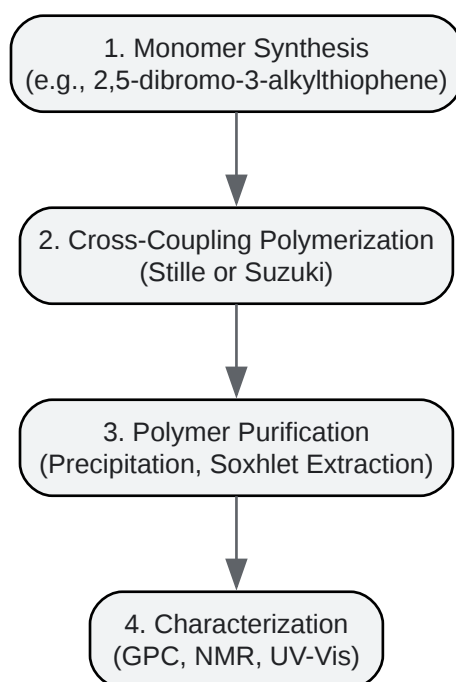 1. Monomer Synthesis
(e.g., 2,5-dibromo-3-alkylthiophene)
2. Cross-Coupling Polymerization
(Stille or Suzuki)
3. Polymer Purification
(Precipitation, Soxhlet Extraction)
4. Characterization
(GPC, NMR, UV-Vis)